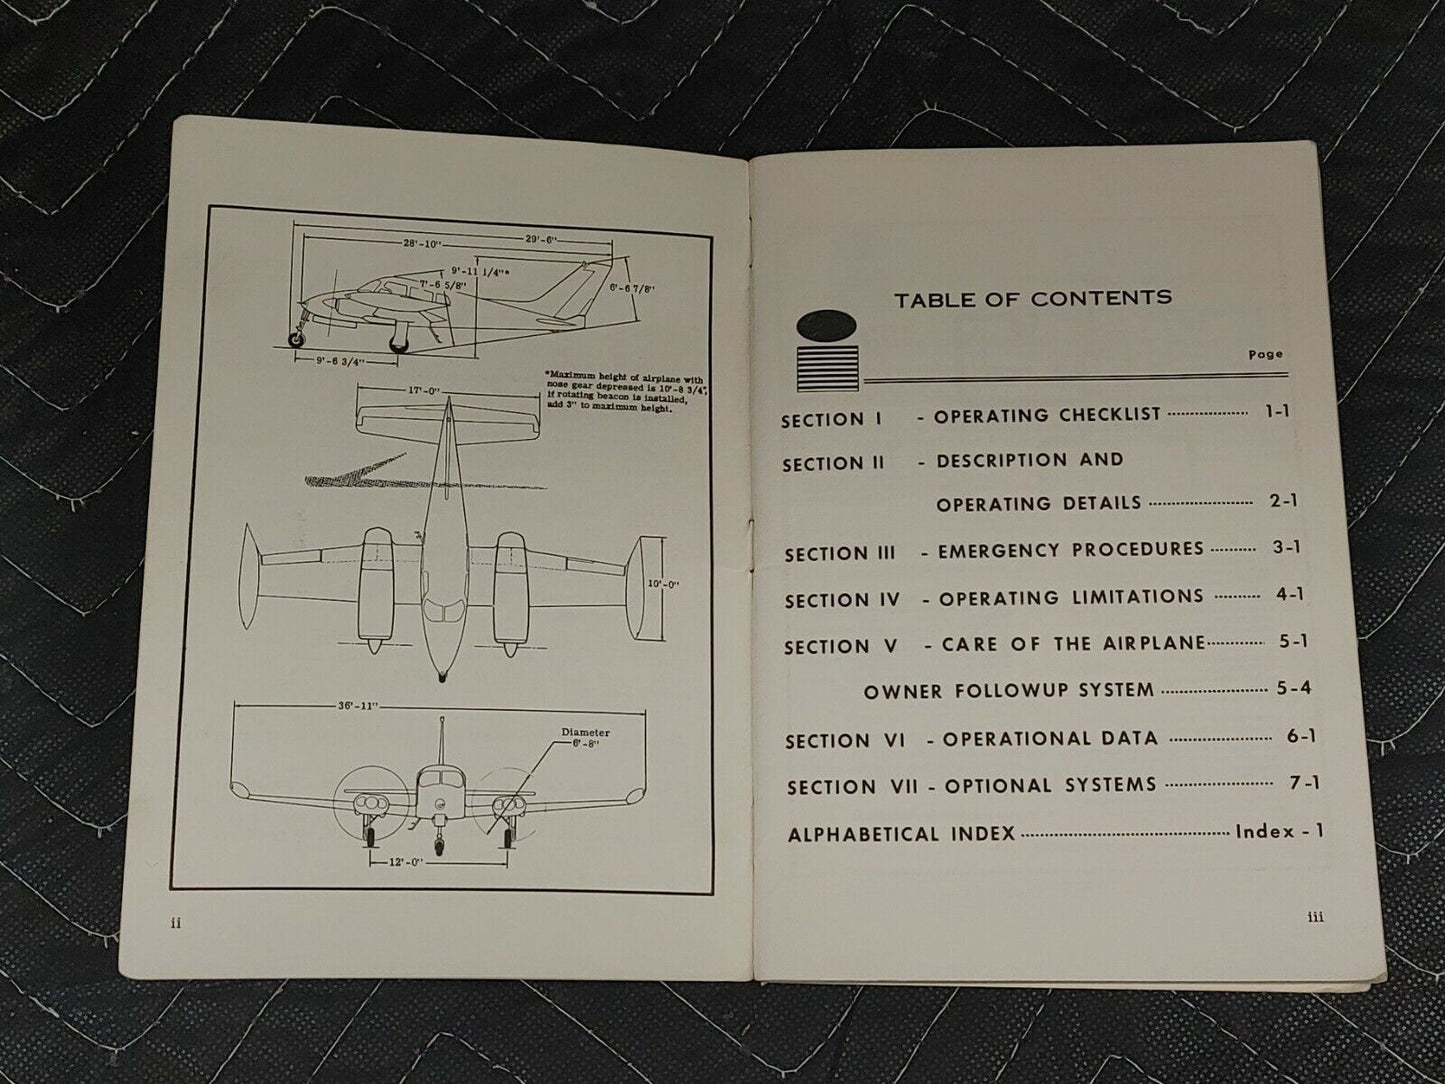 29'-6"
28'-10"
9'-11 1/4"*
7'-6 5/8"
6'-6 7/8"
9'-6 3/4"
*Maximum height of airplane with
nose gear depressed is 10'-8 3/4",
if rotating beacon is installed,
add 3" to maximum height.
17'-0"
10'-0"
36'-11"
Diameter
6'-8"
12'-0"
ii
TABLE OF CONTENTS
Page
SECTION I - OPERATING CHECKLIST 1-1
SECTION II - DESCRIPTION AND
OPERATING DETAILS 2-1
SECTION III - EMERGENCY PROCEDURES 3-1
SECTION IV - OPERATING LIMITATIONS 4-1
SECTION V - CARE OF THE AIRPLANE 5-1
OWNER FOLLOWUP SYSTEM 5-4
SECTION VI - OPERATIONAL DATA 6-1
SECTION VII - OPTIONAL SYSTEMS 7-1
ALPHABETICAL INDEX Index - 1
iii